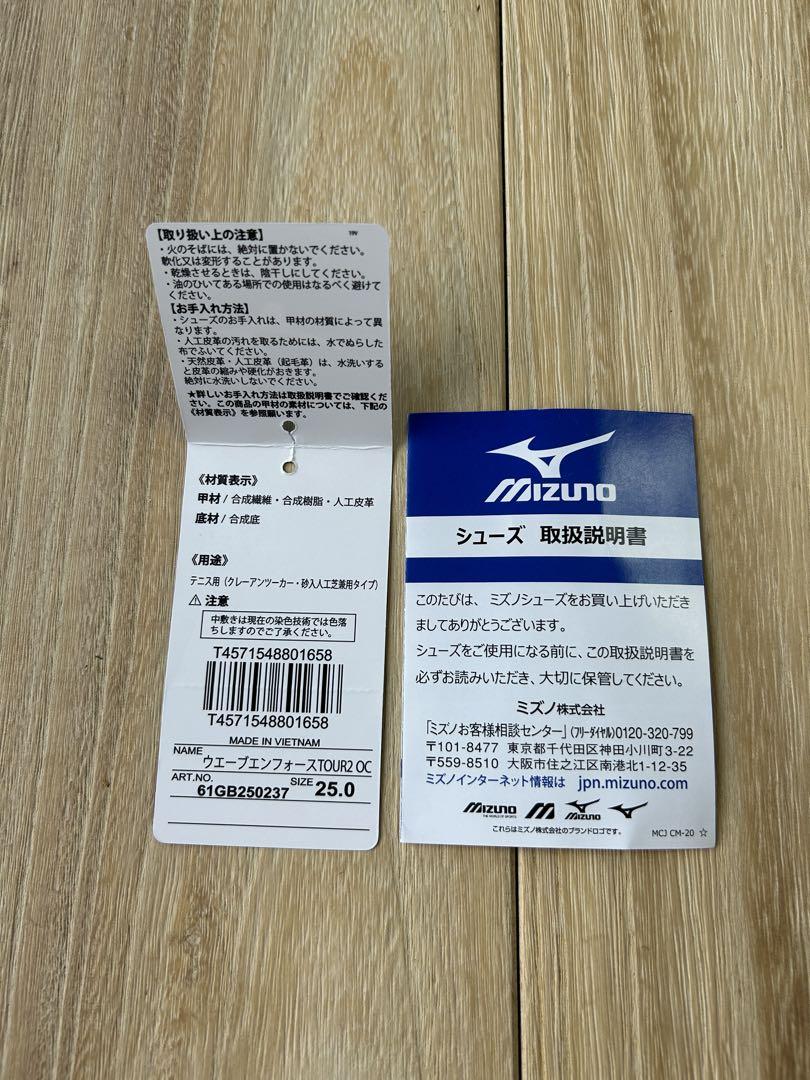 【取り扱い上の注意】
19V
・火のそばには、絶対に置かないでください。
軟化又は変形することがあります。
・乾燥させるときは、陰干しにしてください。
・油のひいてある場所での使用はなるべく避けて
ください。
【お手入れ方法】
・シューズのお手入れは、甲材の材質によって異
なります。
・人工皮革の汚れを取るためには、水でぬらした
布でふいてください。
・天然皮革・人工皮革（起毛革）は、水洗いする
と皮革の縮みや硬化がおきます。
絶対に水洗いしないでください。
★詳しいお手入れ方法は取扱説明書でご確認くだ
さい。この商品の甲材の素材については、下記の
《材質表示》を参照願います。
《材質表示》
甲材 / 合成繊維・合成樹脂・人工皮革
底材 / 合成底
《用途》
テニス用（クレーアンツーカー・砂入人工芝兼用タイプ）
⚠ 注意
中敷きは現在の染色技術では色落
ちしますのでご了承ください。
T4571548801658
T4571548801658
MADE IN VIETNAM
NAME ウエーブエンフォースTOUR2 OC
ART.NO. 61GB250237 SIZE 25.0
MIZUNO
シューズ 取扱説明書
このたびは、ミズノシューズをお買い上げいただき
ましてありがとうございます。
シューズをご使用になる前に、この取扱説明書を
必ずお読みいただき、大切に保管してください。
ミズノ株式会社
「ミズノお客様相談センター」(フリーダイヤル)0120-320-799
〒101-8477 東京都千代田区神田小川町3-22
〒559-8510 大阪市住之江区南港北1-12-35
ミズノインターネット情報は jpn.mizuno.com
MIZUNO
THE WORLD OF SPORTS
MIZUNO
これらはミズノ株式会社のブランドロゴです。
MCJ CM-20 ☆